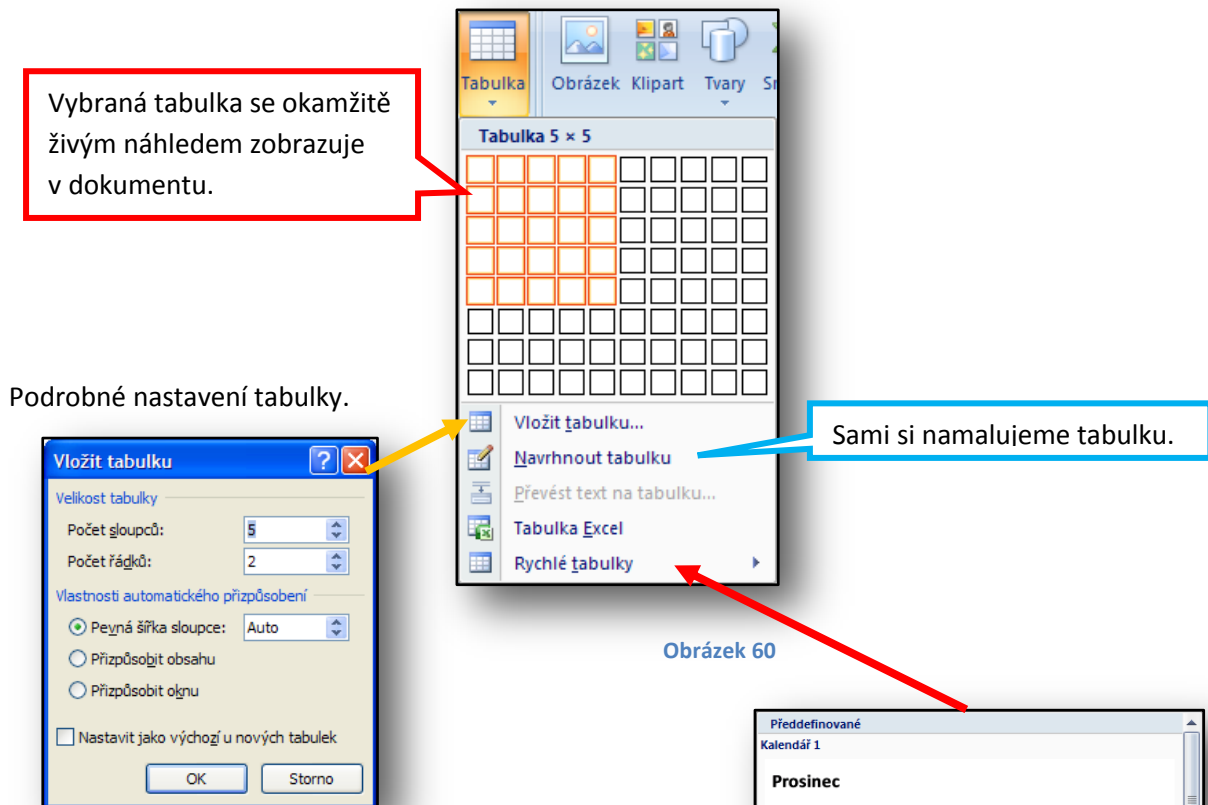 Tabulka
Obrázek
Klipart
Tvary
Tabulka 5 × 5
Vybraná tabulka se okamžitě
živým náhledem zobrazuje
v dokumentu.
Podrobné nastavení tabulky.
Vložit tabulku...
Navrhnout tabulku
Převést text na tabulku...
Tabulka Excel
Rychlé tabulky
Sami si namalujeme tabulku.
Vložit tabulku
Velikost tabulky
Počet sloupců: 5
Počet řádků: 2
Vlastnosti automatického přizpůsobení
Pevná šířka sloupce: Auto
Přizpůsobit obsahu
Přizpůsobit oknu
Nastavit jako výchozí u nových tabulek
OK
Storno
Obrázek 60
Předdefinované
Kalendář 1
Prosinec